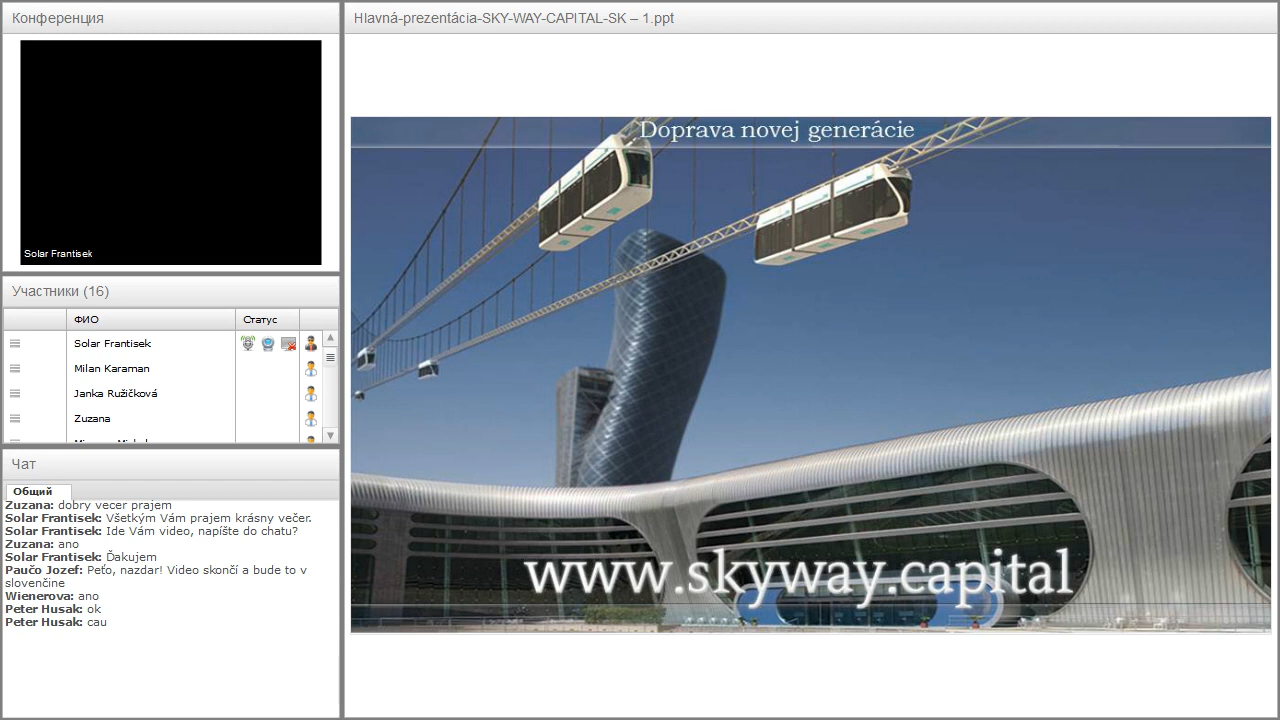 Конференция
Solar Frantisek
Участники (16)
ФИО
Статус
Solar Frantisek
Milan Karaman
Janka Ružičková
Zuzana
Чат
Общий
Zuzana: dobry vecer prajem
Solar Frantisek: Všetkým Vám prajem krásny večer.
Solar Frantisek: Ide Vám video, napíšte do chatu?
Zuzana: ano
Solar Frantisek: Ďakujem
Paučo Jozef: Peťo, nazdar! Video skončí a bude to v
slovenčine
Wienerova: ano
Peter Husak: ok
Peter Husak: cau
Hlavná-prezentácia-SKY-WAY-CAPITAL-SK – 1.ppt
Doprava novej generácie
www.skyway.capital